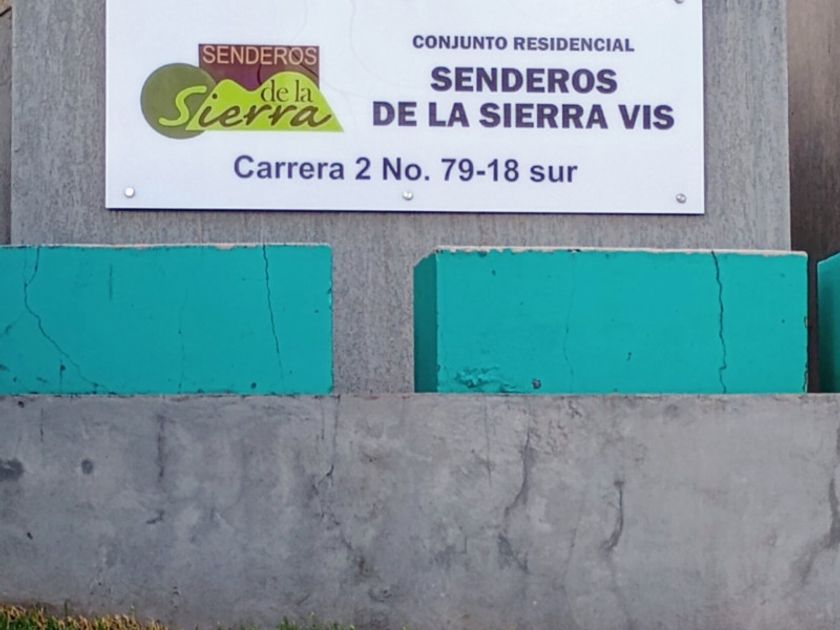 SENDEROS
de la
Sierra
CONJUNTO RESIDENCIAL
SENDEROS
DE LA SIERRA VIS
Carrera 2 No. 79-18 sur